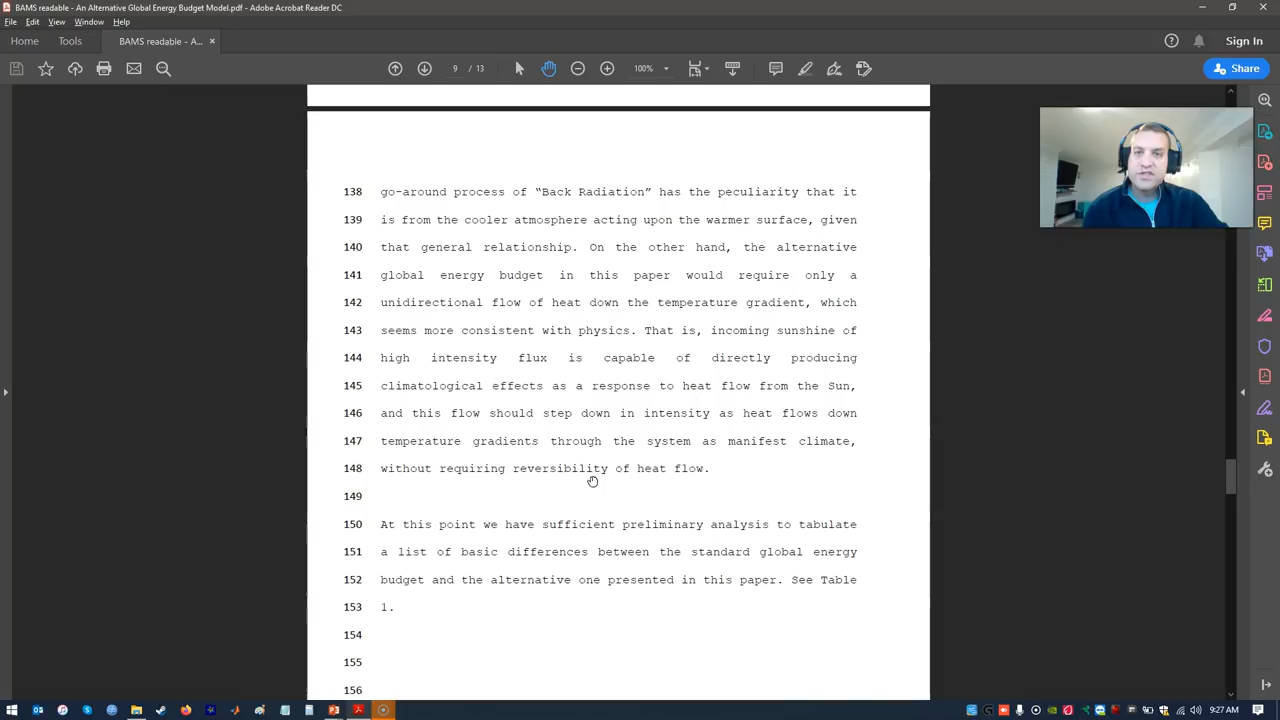 BAMS readable - An Alternative Global Energy Budget Model.pdf - Adobe Acrobat Reader DC
File Edit View Window Help
Home Tools BAMS readable - A... × Sign In
9 / 13 100% Share
138 go-around process of “Back Radiation” has the peculiarity that it
139 is from the cooler atmosphere acting upon the warmer surface, given
140 that general relationship. On the other hand, the alternative
141 global energy budget in this paper would require only a
142 unidirectional flow of heat down the temperature gradient, which
143 seems more consistent with physics. That is, incoming sunshine of
144 high intensity flux is capable of directly producing
145 climatological effects as a response to heat flow from the Sun,
146 and this flow should step down in intensity as heat flows down
147 temperature gradients through the system as manifest climate,
148 without requiring reversibility of heat flow.
149
150 At this point we have sufficient preliminary analysis to tabulate
151 a list of basic differences between the standard global energy
152 budget and the alternative one presented in this paper. See Table
153 1.
154
155
156
9:27 AM